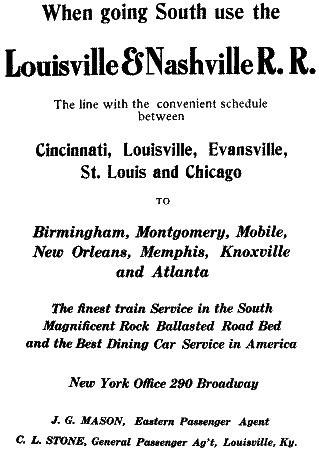 When going South use the
Louisville & Nashville R. R.
The line with the convenient schedule
between
Cincinnati, Louisville, Evansville,
St. Louis and Chicago
TO
Birmingham, Montgomery, Mobile,
New Orleans, Memphis, Knoxville
and Atlanta
The finest train Service in the South
Magnificent Rock Ballasted Road Bed
and the Best Dining Car Service in America
New York Office 290 Broadway
J. G. MASON, Eastern Passenger Agent
C. L. STONE, General Passenger Ag't, Louisville, Ky.